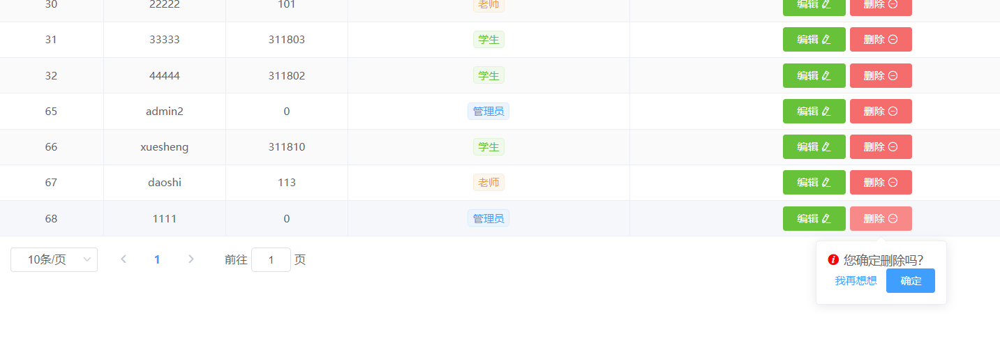 30 22222 101 老师 编辑 删除
31 33333 311803 学生 编辑 删除
32 44444 311802 学生 编辑 删除
65 admin2 0 管理员 编辑 删除
66 xuesheng 311810 学生 编辑 删除
67 daoshi 113 老师 编辑 删除
68 1111 0 管理员 编辑 删除
10条/页 1 前往 1 页
您确定删除吗?
我再想想 确定